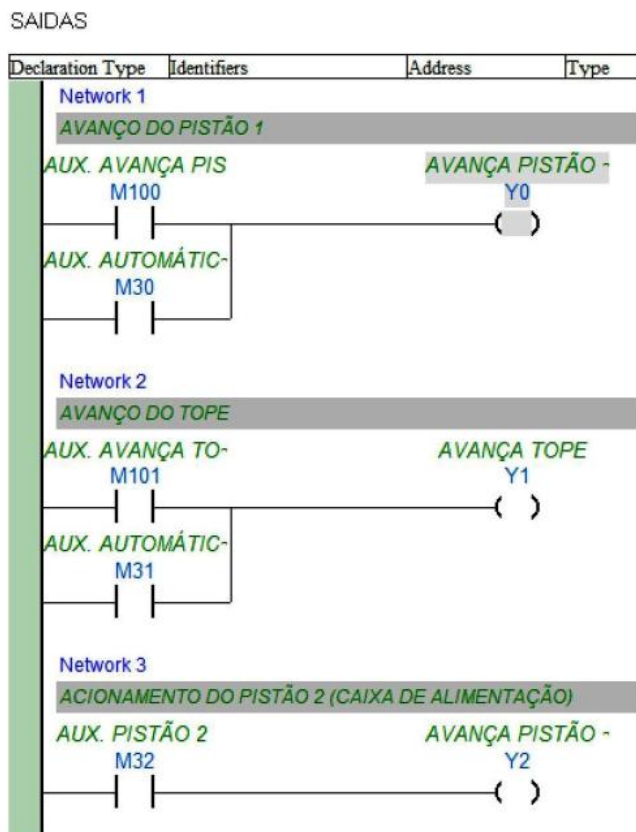 SAIDAS
Declaration Type Identifiers Address Type
Network 1
AVANÇO DO PISTÃO 1
AUX. AVANÇA PIS AVANÇA PISTÃO ~
M100 Y0
AUX. AUTOMÁTIC~
M30
Network 2
AVANÇO DO TOPE
AUX. AVANÇA TO~ AVANÇA TOPE
M101 Y1
AUX. AUTOMÁTIC~
M31
Network 3
ACIONAMENTO DO PISTÃO 2 (CAIXA DE ALIMENTAÇÃO)
AUX. PISTÃO 2 AVANÇA PISTÃO ~
M32 Y2